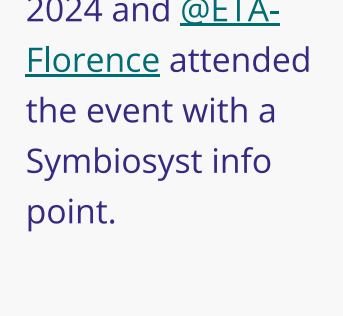 2024 and @ETA-
Florence attended
the event with a
Symbiosyst info
point.